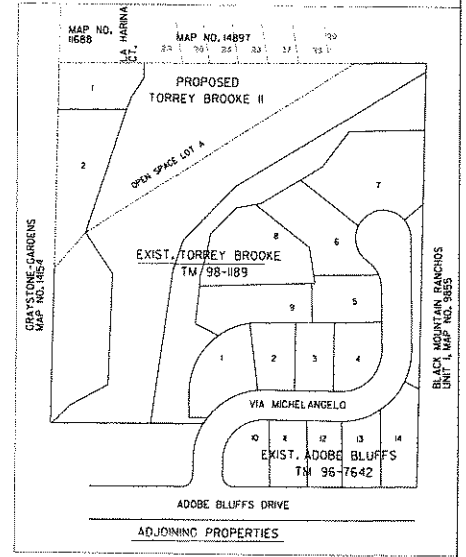 MAP NO.
11688
LA HARINA
CT.
MAP NO. 14897
PROPOSED
TORREY BROOKE II
1
2
OPEN SPACE LOT A
7
8
6
EXIST. TORREY BROOKE
TM 98-1189
GRAYSTONE-GARDENS
MAP NO. 14154
BLACK MOUNTAIN RANCHOS
UNIT 1, MAP NO. 9855
9
5
1
2
3
4
VIA MICHELANGELO
10
11
12
13
14
EXIST. ADOBE BLUFFS
TM 96-7642
ADOBE BLUFFS DRIVE
ADJOINING PROPERTIES